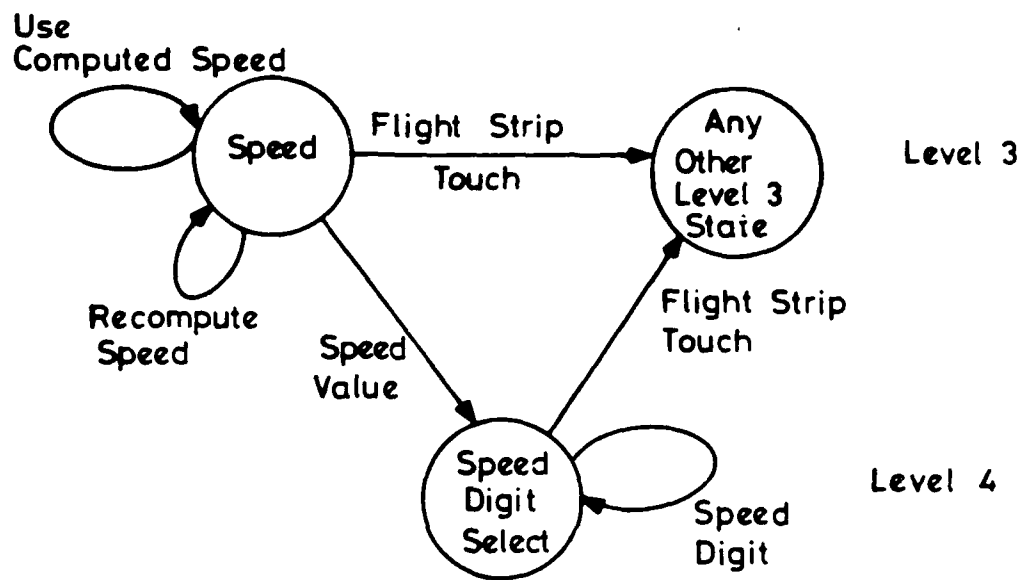 Use
Computed Speed
Speed
Flight Strip
Touch
Any
Other
Level 3
State
Level 3
Recompute
Speed
Speed
Value
Flight Strip
Touch
Speed
Digit
Select
Speed
Digit
Level 4